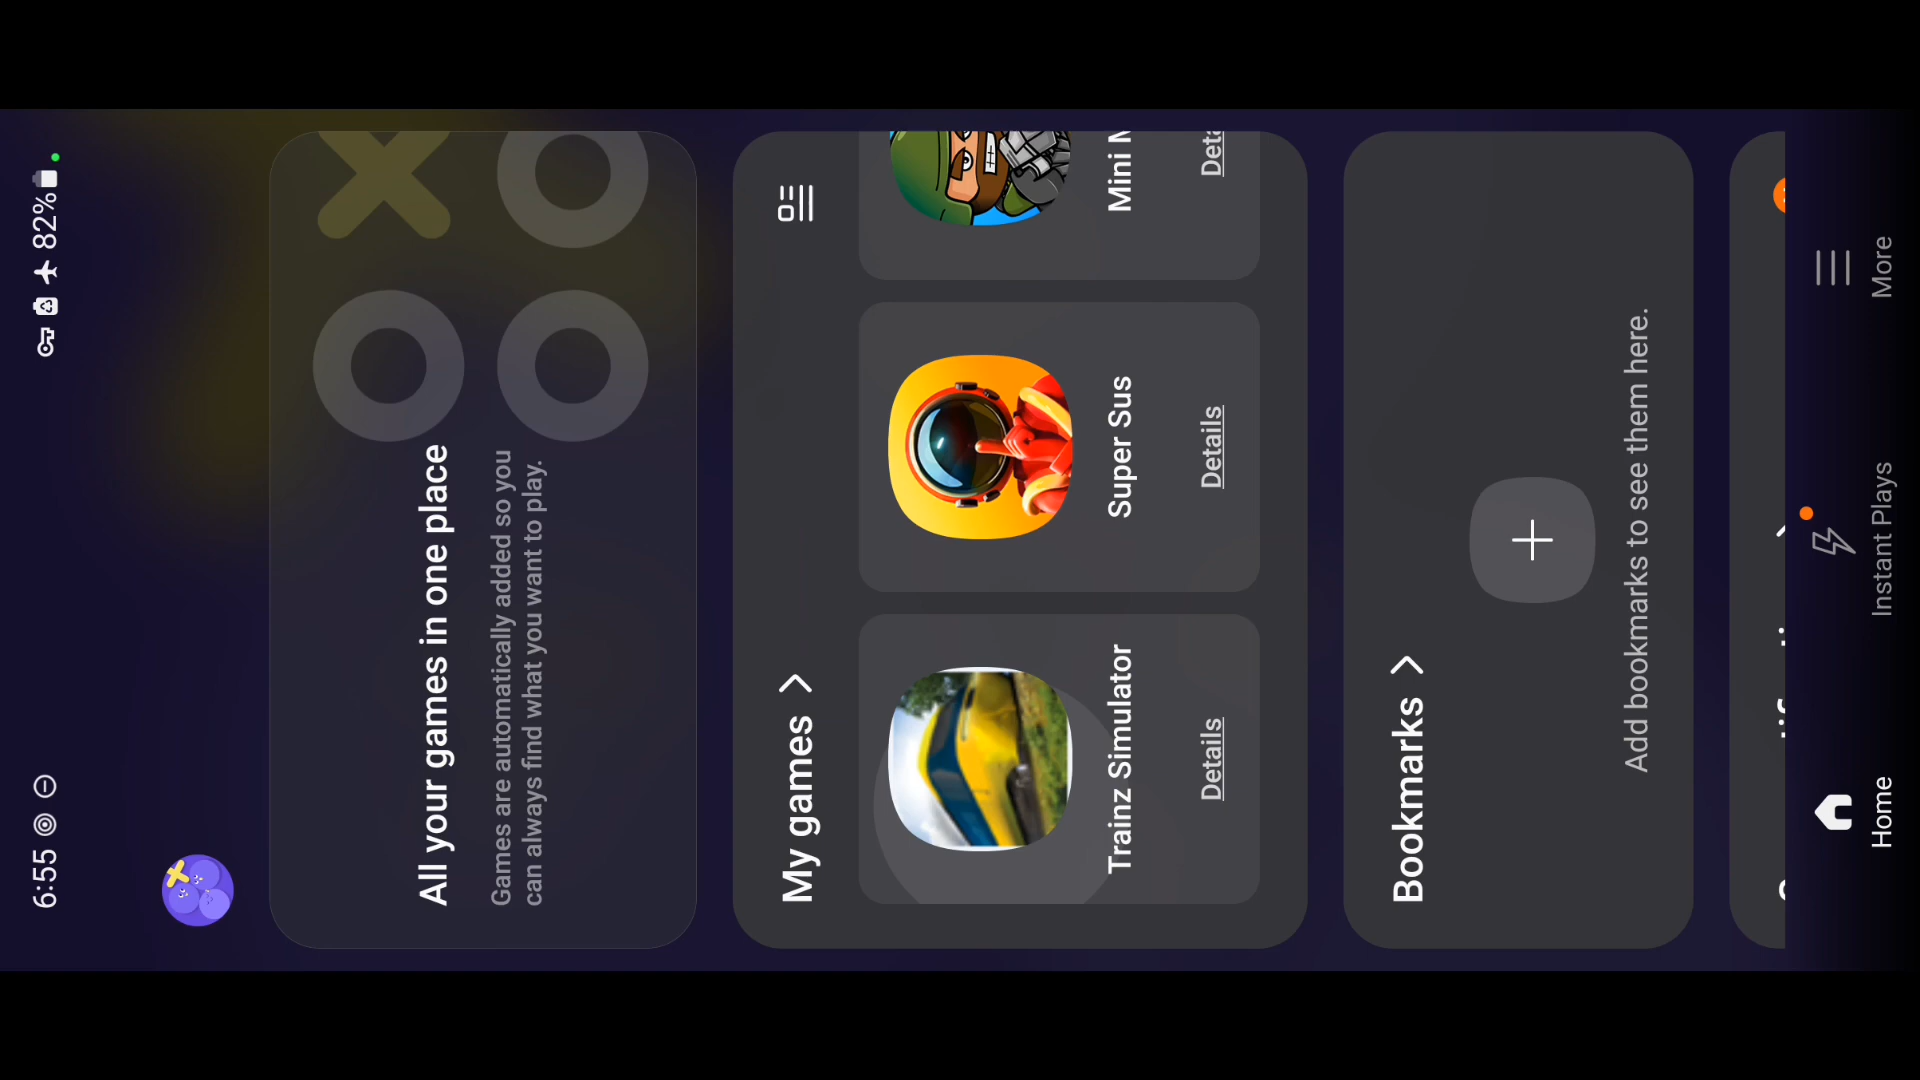 6:55
82%
All your games in one place
Games are automatically added so you
can always find what you want to play.
My games
Trainz Simulator
Super Sus
Mini
Details
Details
Bookmarks
Add bookmarks to see them here.
Home
Instant Plays
More